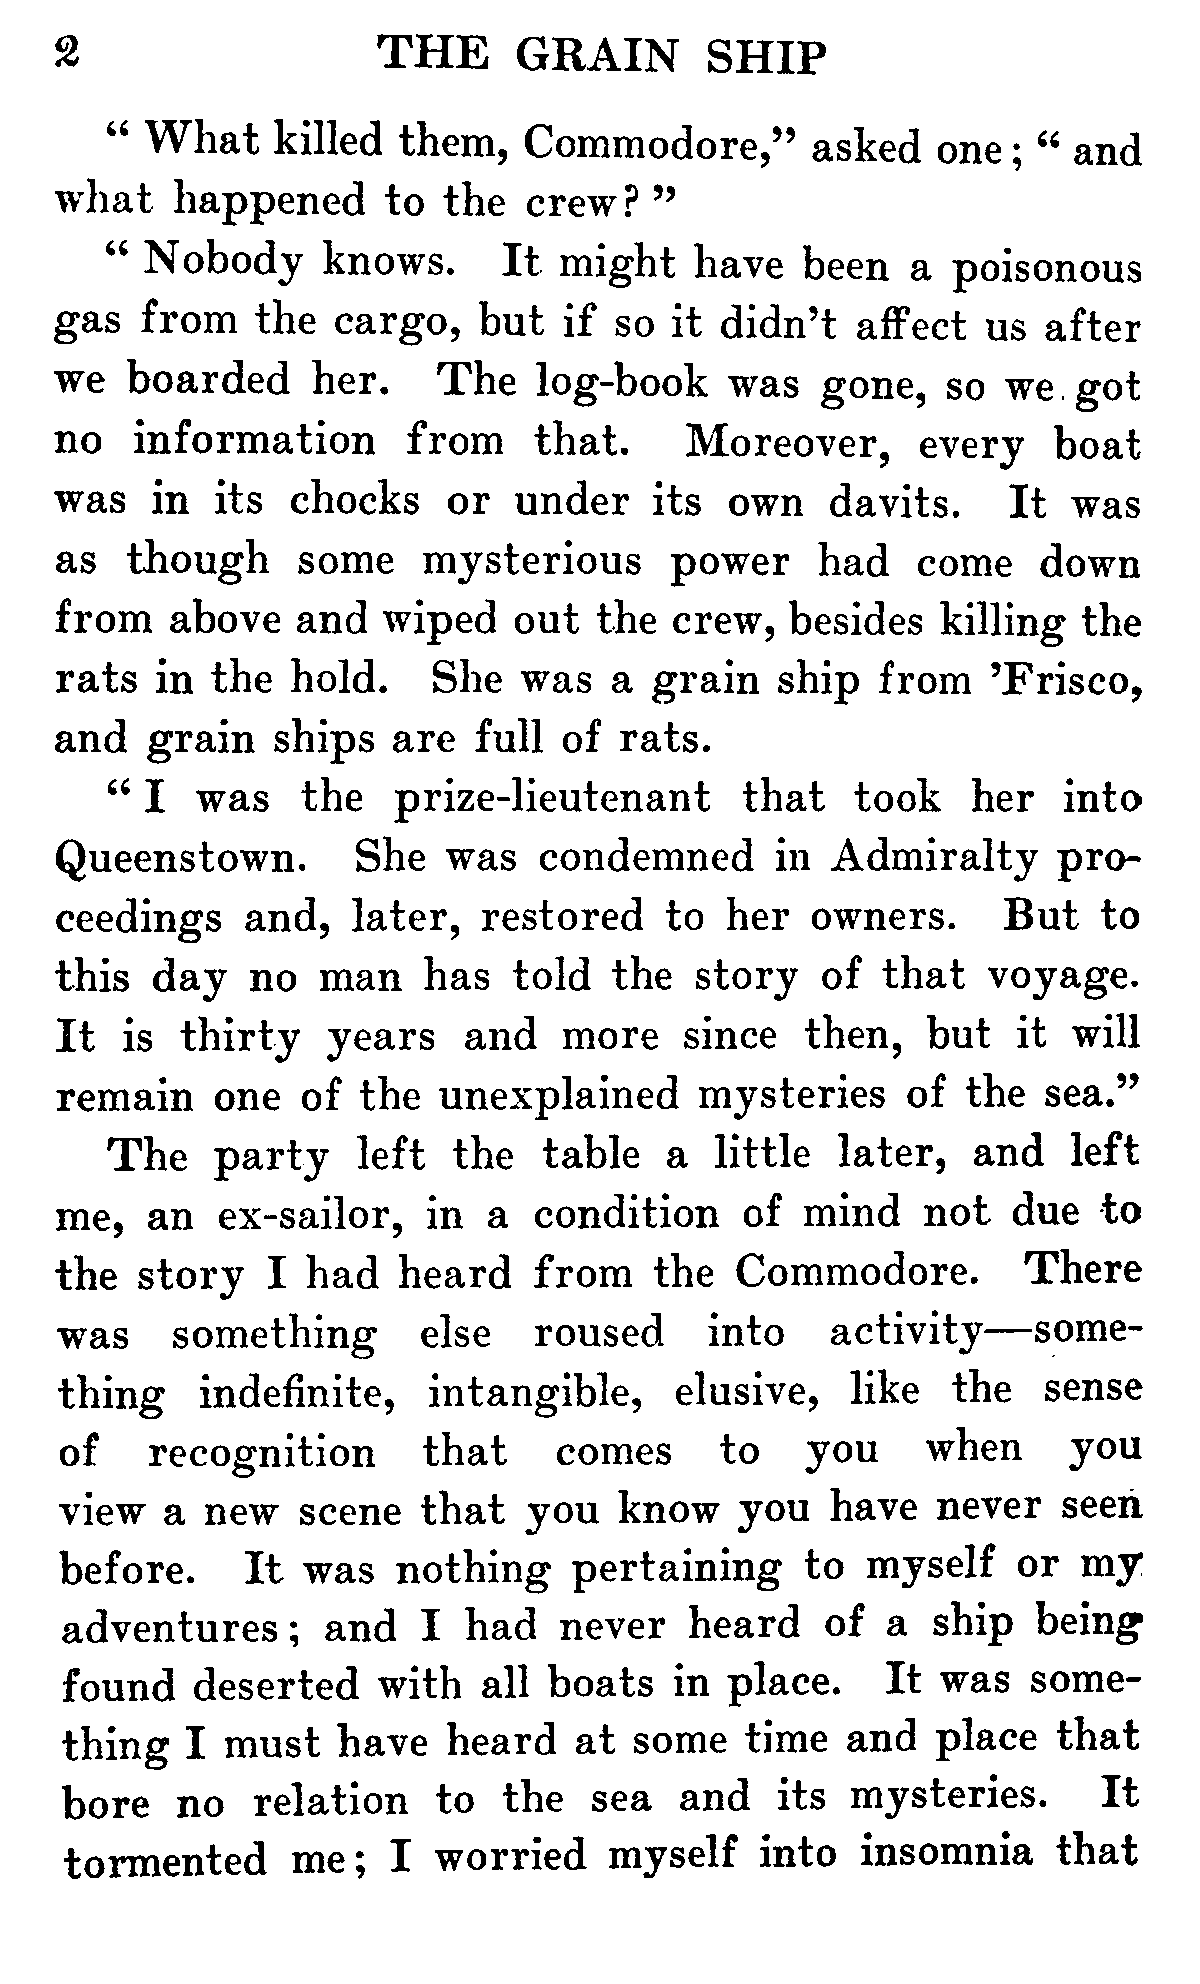 2 THE GRAIN SHIP
“ What killed them, Commodore,” asked one; “ and
what happened to the crew? ”
“ Nobody knows. It might have been a poisonous
gas from the cargo, but if so it didn’t affect us after
we boarded her. The log-book was gone, so we got
no information from that. Moreover, every boat
was in its chocks or under its own davits. It was
as though some mysterious power had come down
from above and wiped out the crew, besides killing the
rats in the hold. She was a grain ship from ’Frisco,
and grain ships are full of rats.
“ I was the prize-lieutenant that took her into
Queenstown. She was condemned in Admiralty pro-
ceedings and, later, restored to her owners. But to
this day no man has told the story of that voyage.
It is thirty years and more since then, but it will
remain one of the unexplained mysteries of the sea.”
The party left the table a little later, and left
me, an ex-sailor, in a condition of mind not due to
the story I had heard from the Commodore. There
was something else roused into activity—some-
thing indefinite, intangible, elusive, like the sense
of recognition that comes to you when you
view a new scene that you know you have never seen
before. It was nothing pertaining to myself or my
adventures; and I had never heard of a ship being
found deserted with all boats in place. It was some-
thing I must have heard at some time and place that
bore no relation to the sea and its mysteries. It
tormented me; I worried myself into insomnia that